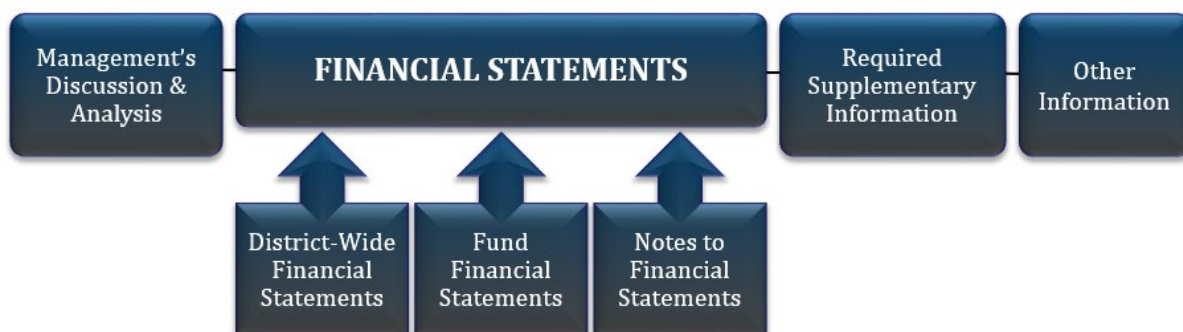 Management's
Discussion &
Analysis
FINANCIAL STATEMENTS
Required
Supplementary
Information
Other
Information
District-Wide
Financial
Statements
Fund
Financial
Statements
Notes to
Financial
Statements